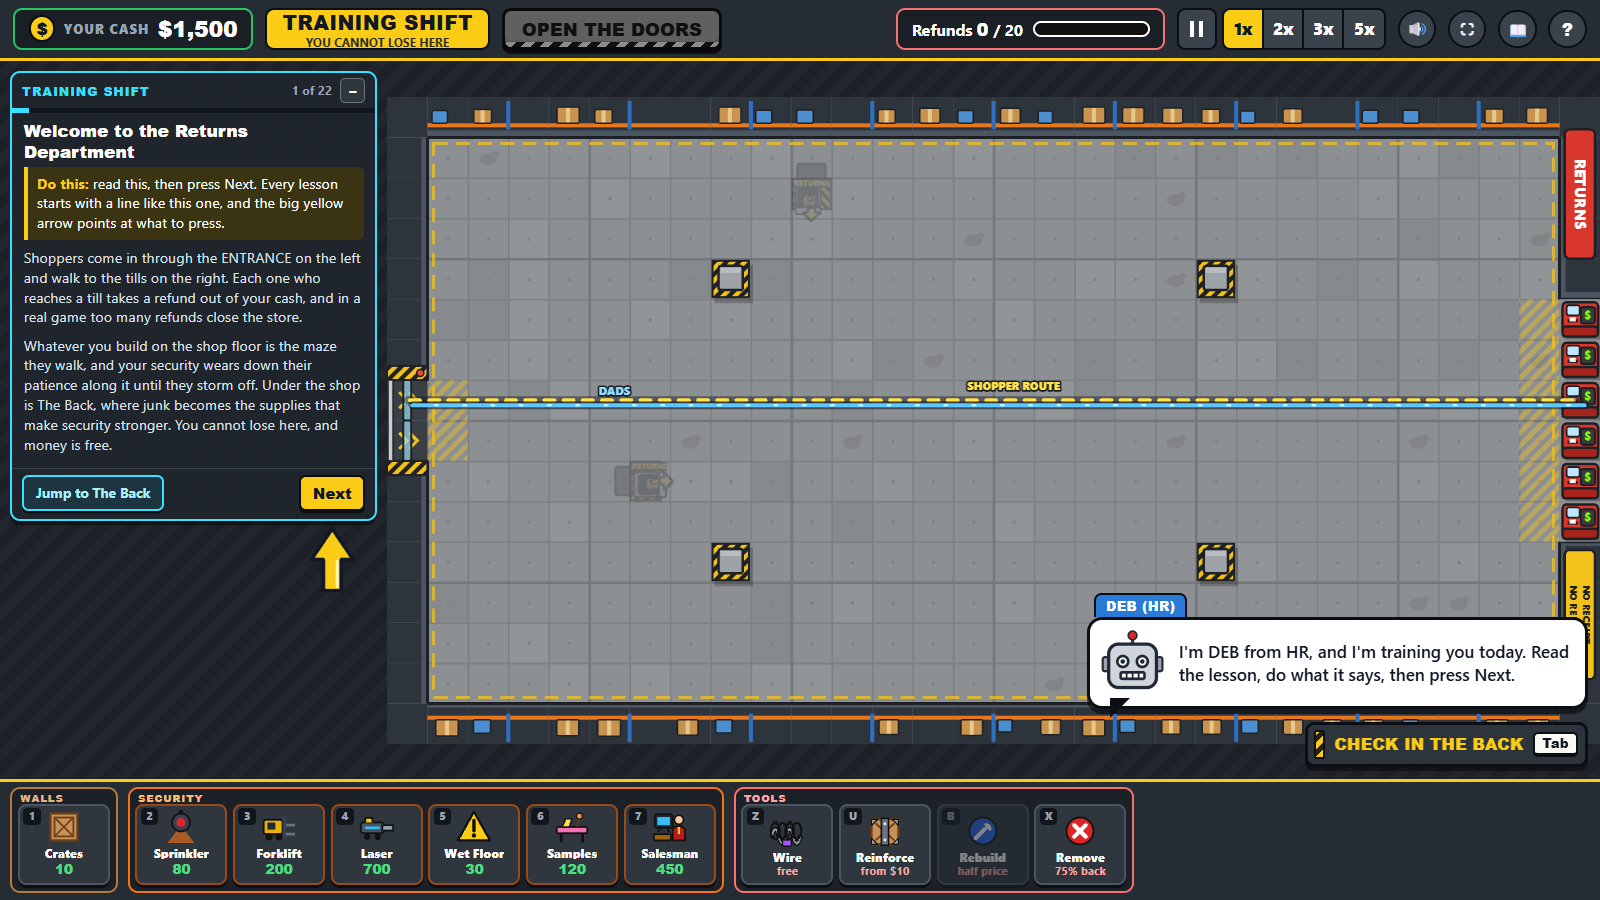 $ YOUR CASH $1,500
TRAINING SHIFT
YOU CANNOT LOSE HERE
OPEN THE DOORS
Refunds 0 / 20
1x 2x 3x 5x ?
TRAINING SHIFT 1 of 22 –
Welcome to the Returns
Department
Do this: read this, then press Next. Every lesson
starts with a line like this one, and the big yellow
arrow points at what to press.
Shoppers come in through the ENTRANCE on the left
and walk to the tills on the right. Each one who
reaches a till takes a refund out of your cash, and in a
real game too many refunds close the store.
Whatever you build on the shop floor is the maze
they walk, and your security wears down their
patience along it until they storm off. Under the shop
is The Back, where junk becomes the supplies that
make security stronger. You cannot lose here, and
money is free.
Jump to The Back
Next
RETURNS
DADS
SHOPPER ROUTE
RETURNS
RETURNS
DEB (HR)
I'm DEB from HR, and I'm training you today. Read
the lesson, do what it says, then press Next.
CHECK IN THE BACK Tab
WALLS
1
Crates
10
SECURITY
2
Sprinkler
80
3
Forklift
200
4
Laser
700
5
Wet Floor
30
6
Samples
120
7
Salesman
450
TOOLS
Z
Wire
free
U
Reinforce
from $10
B
Rebuild
half price
X
Remove
75% back